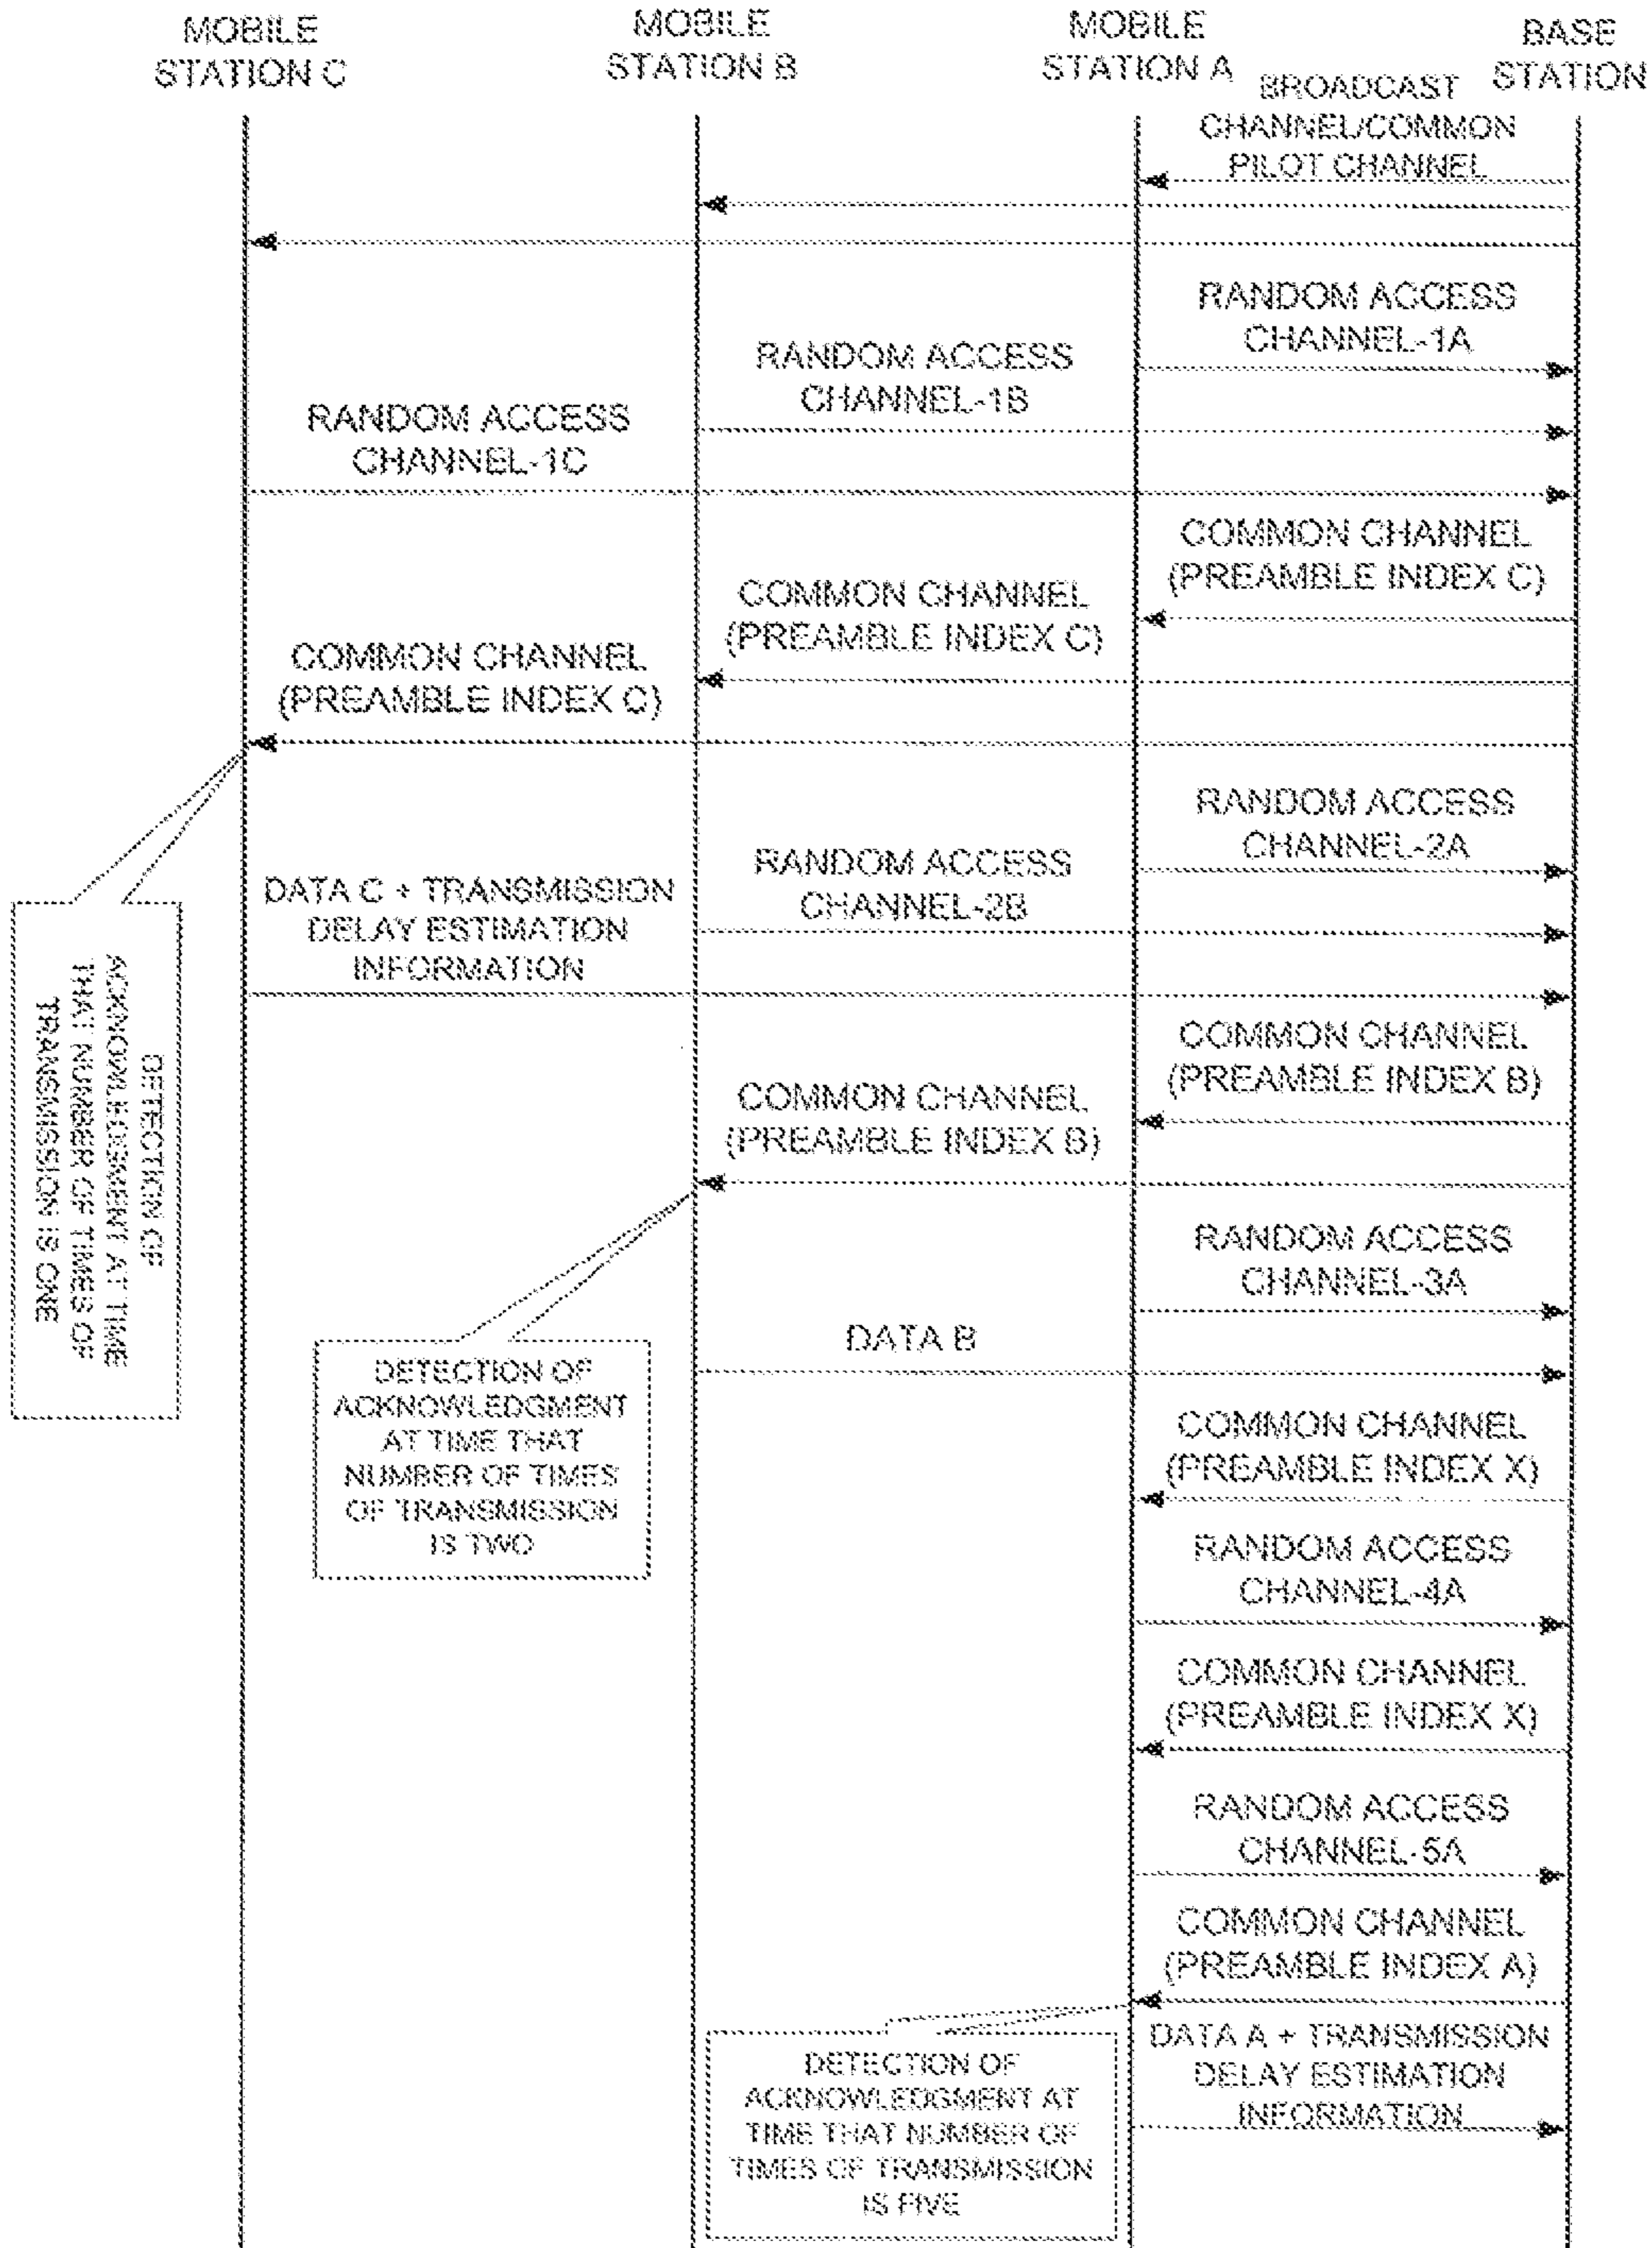 MOBILE
STATION C
MOBILE
STATION B
MOBILE
STATION A
BASE
STATION
BROADCAST
CHANNEL/COMMON
PILOT CHANNEL
RANDOM ACCESS
CHANNEL-1A
RANDOM ACCESS
CHANNEL-1B
RANDOM ACCESS
CHANNEL-1C
COMMON CHANNEL
(PREAMBLE INDEX C)
COMMON CHANNEL
(PREAMBLE INDEX C)
COMMON CHANNEL
(PREAMBLE INDEX C)
RANDOM ACCESS
CHANNEL-2A
RANDOM ACCESS
CHANNEL-2B
DATA C + TRANSMISSION
DELAY ESTIMATION
INFORMATION
DETECTION OF
ACKNOWLEDGMENT AT TIME
THAT NUMBER OF TIMES OF
TRANSMISSION IS ONE
COMMON CHANNEL
(PREAMBLE INDEX B)
COMMON CHANNEL
(PREAMBLE INDEX B)
RANDOM ACCESS
CHANNEL-3A
DATA B
DETECTION OF
ACKNOWLEDGMENT
AT TIME THAT
NUMBER OF TIMES
OF TRANSMISSION
IS TWO
COMMON CHANNEL
(PREAMBLE INDEX X)
RANDOM ACCESS
CHANNEL-4A
COMMON CHANNEL
(PREAMBLE INDEX X)
RANDOM ACCESS
CHANNEL-5A
COMMON CHANNEL
(PREAMBLE INDEX A)
DATA A + TRANSMISSION
DELAY ESTIMATION
INFORMATION
DETECTION OF
ACKNOWLEDGMENT AT
TIME THAT NUMBER OF
TIMES OF TRANSMISSION
IS FIVE